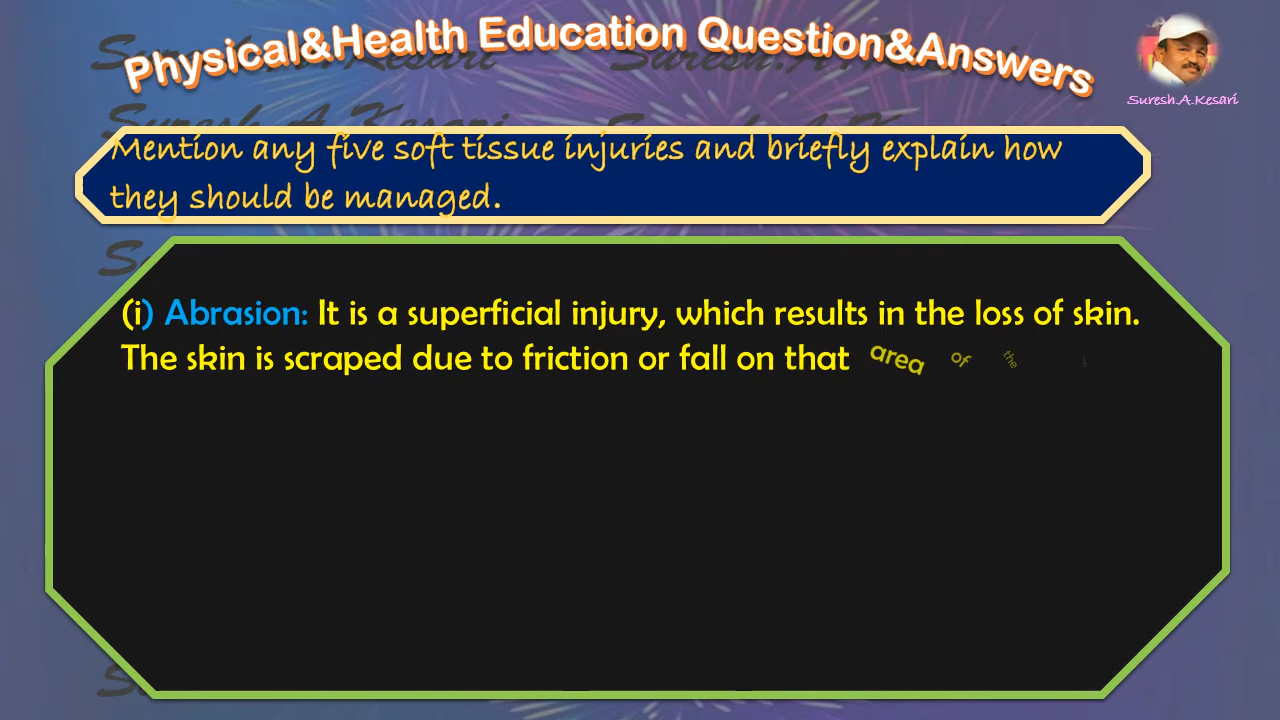 Physical&Health Education Question&Answers
Suresh.A.Kesari
Mention any five soft tissue injuries and briefly explain how
they should be managed.
(i) Abrasion: It is a superficial injury, which results in the loss of skin.
The skin is scraped due to friction or fall on that area of the